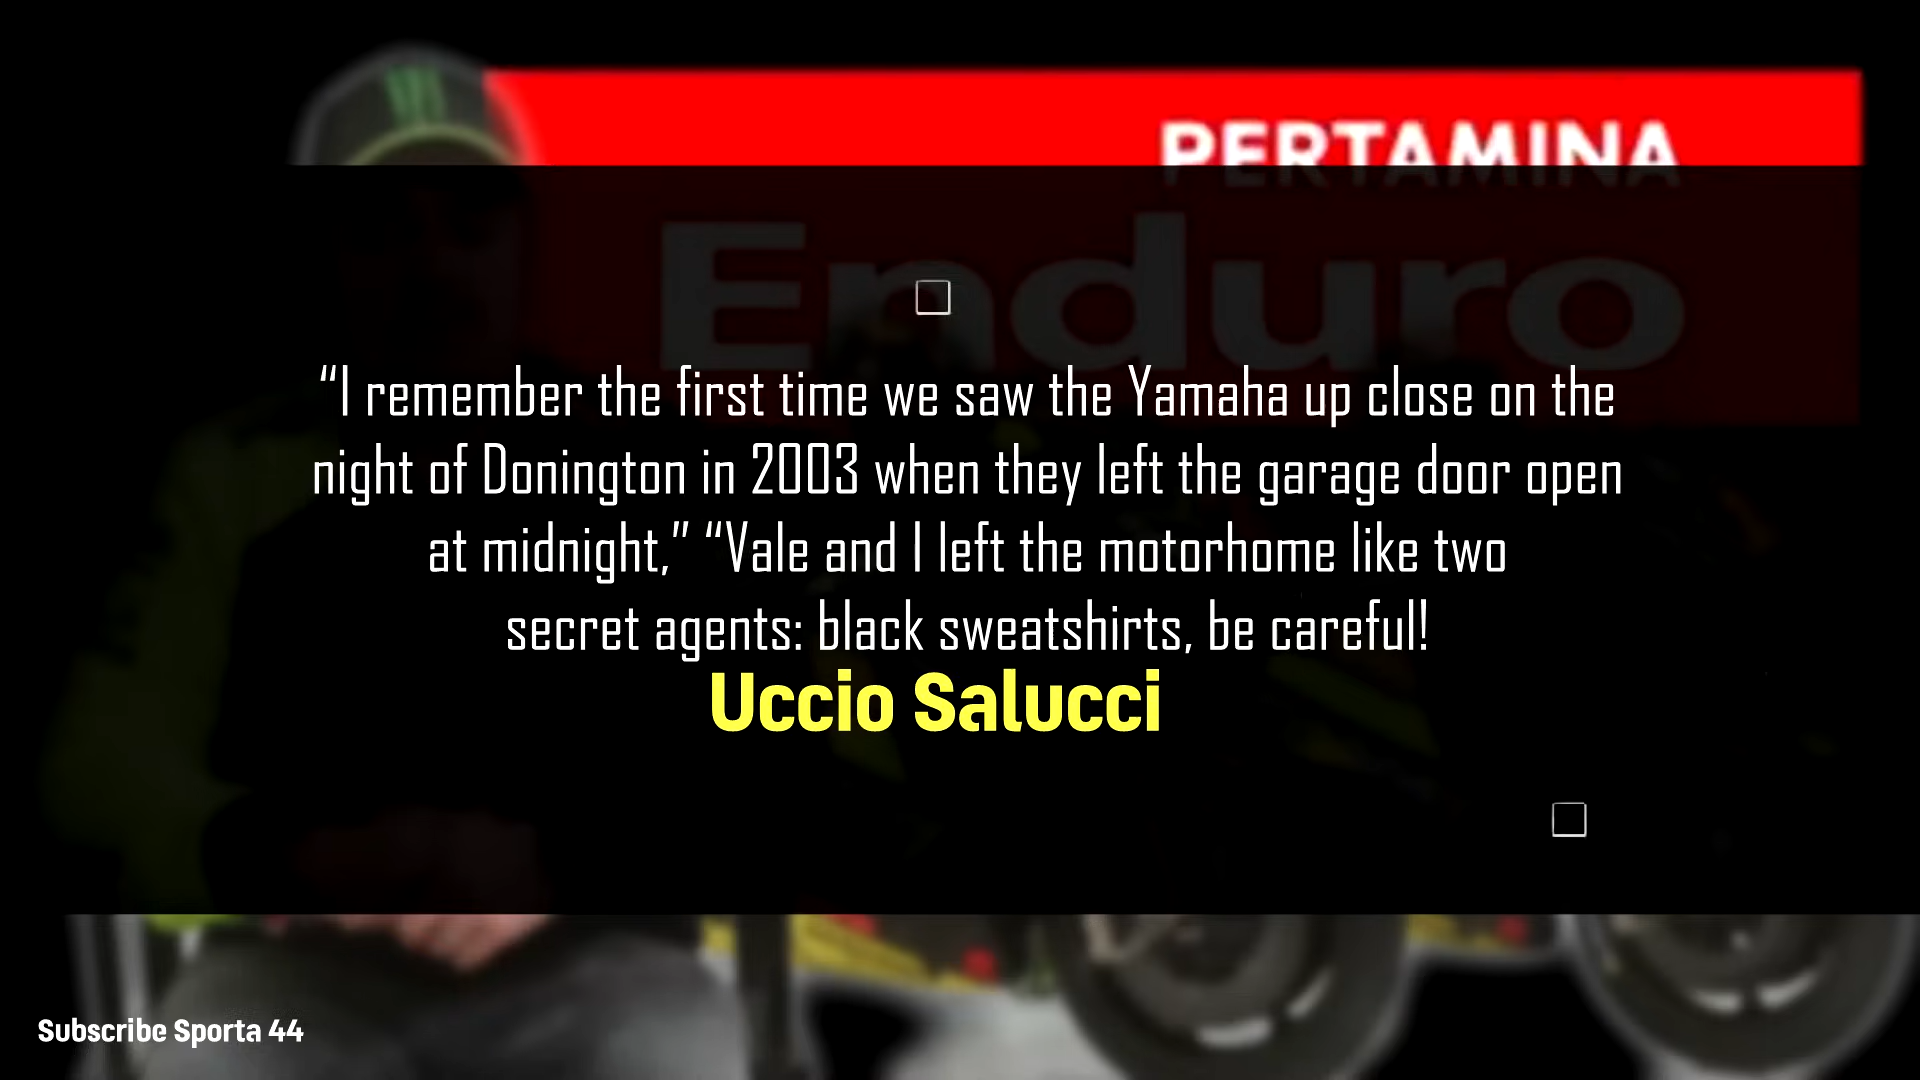 PERTAMINA
Enduro
“I remember the first time we saw the Yamaha up close on the
night of Donington in 2003 when they left the garage door open
at midnight,” “Vale and I left the motorhome like two
secret agents: black sweatshirts, be careful!
Uccio Salucci
Subscribe Sporta 44